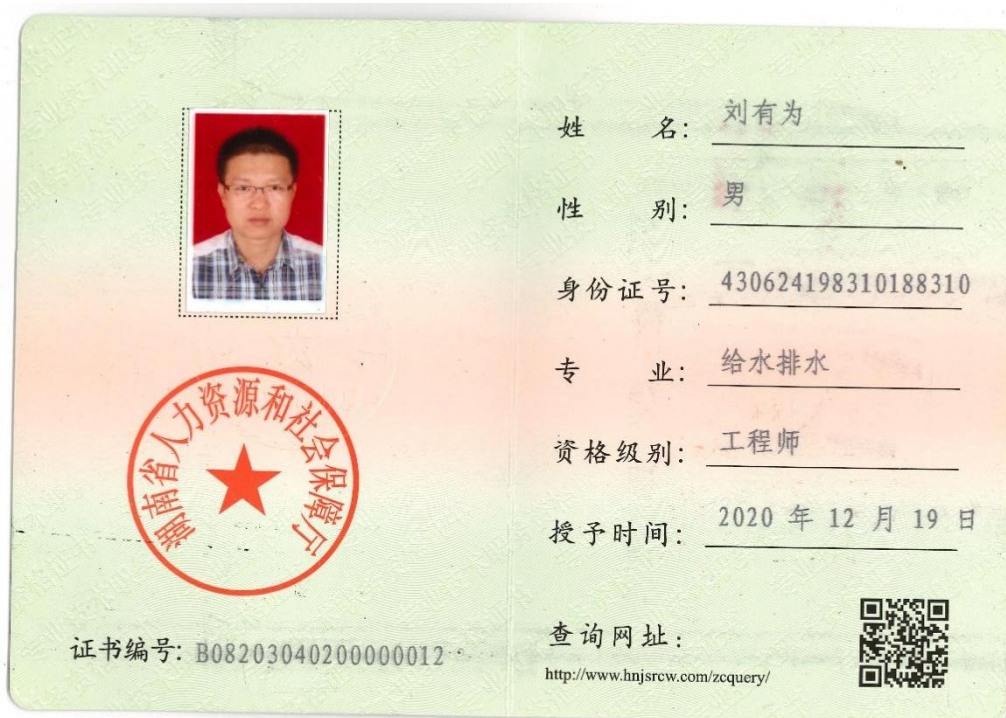 姓 名: 刘有为
性 别: 男
身份证号: 430624198310188310
专 业: 给水排水
资格级别: 工程师
授予时间: 2020 年 12 月 19 日
查询网址:
http://www.hnjsrcw.com/zcquery/
湖南省人力资源和社会保障厅
证书编号: B08203040200000012